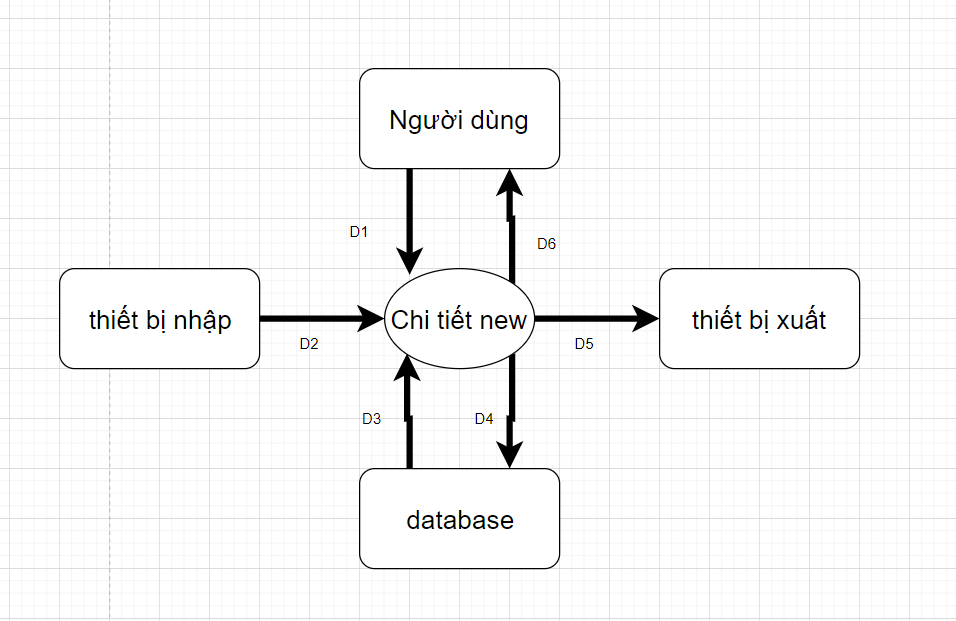 Người dùng
D1
D6
thiết bị nhập
Chi tiết new
thiết bị xuất
D2
D5
D3
D4
database